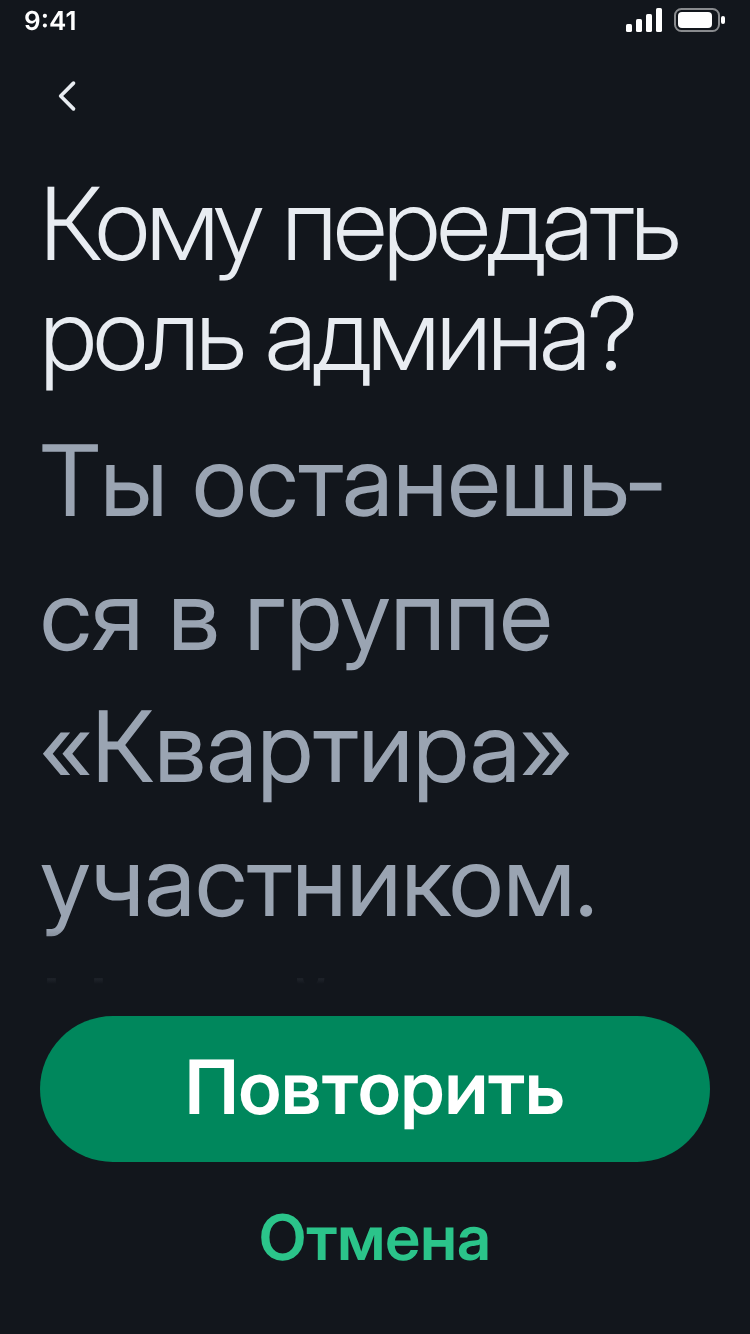 9:41
Кому передать
роль админа?
Ты останешь-
ся в группе
«Квартира»
участником.
Повторить
Отмена